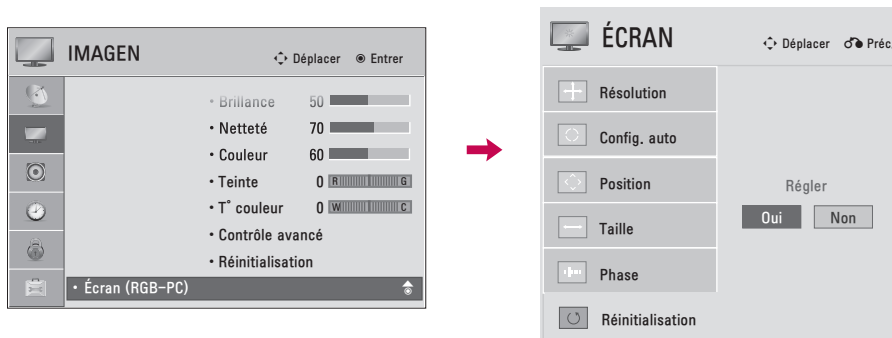 IMAGEN
Déplacer Entrer
• Brillance 50
• Netteté 70
• Couleur 60
• Teinte 0 R G
• T° couleur 0 W C
• Contrôle avancé
• Réinitialisation
• Écran (RGB-PC)
ÉCRAN
Déplacer Préc.
Résolution
Config. auto
Position
Taille
Phase
Réinitialisation
Régler
Oui Non